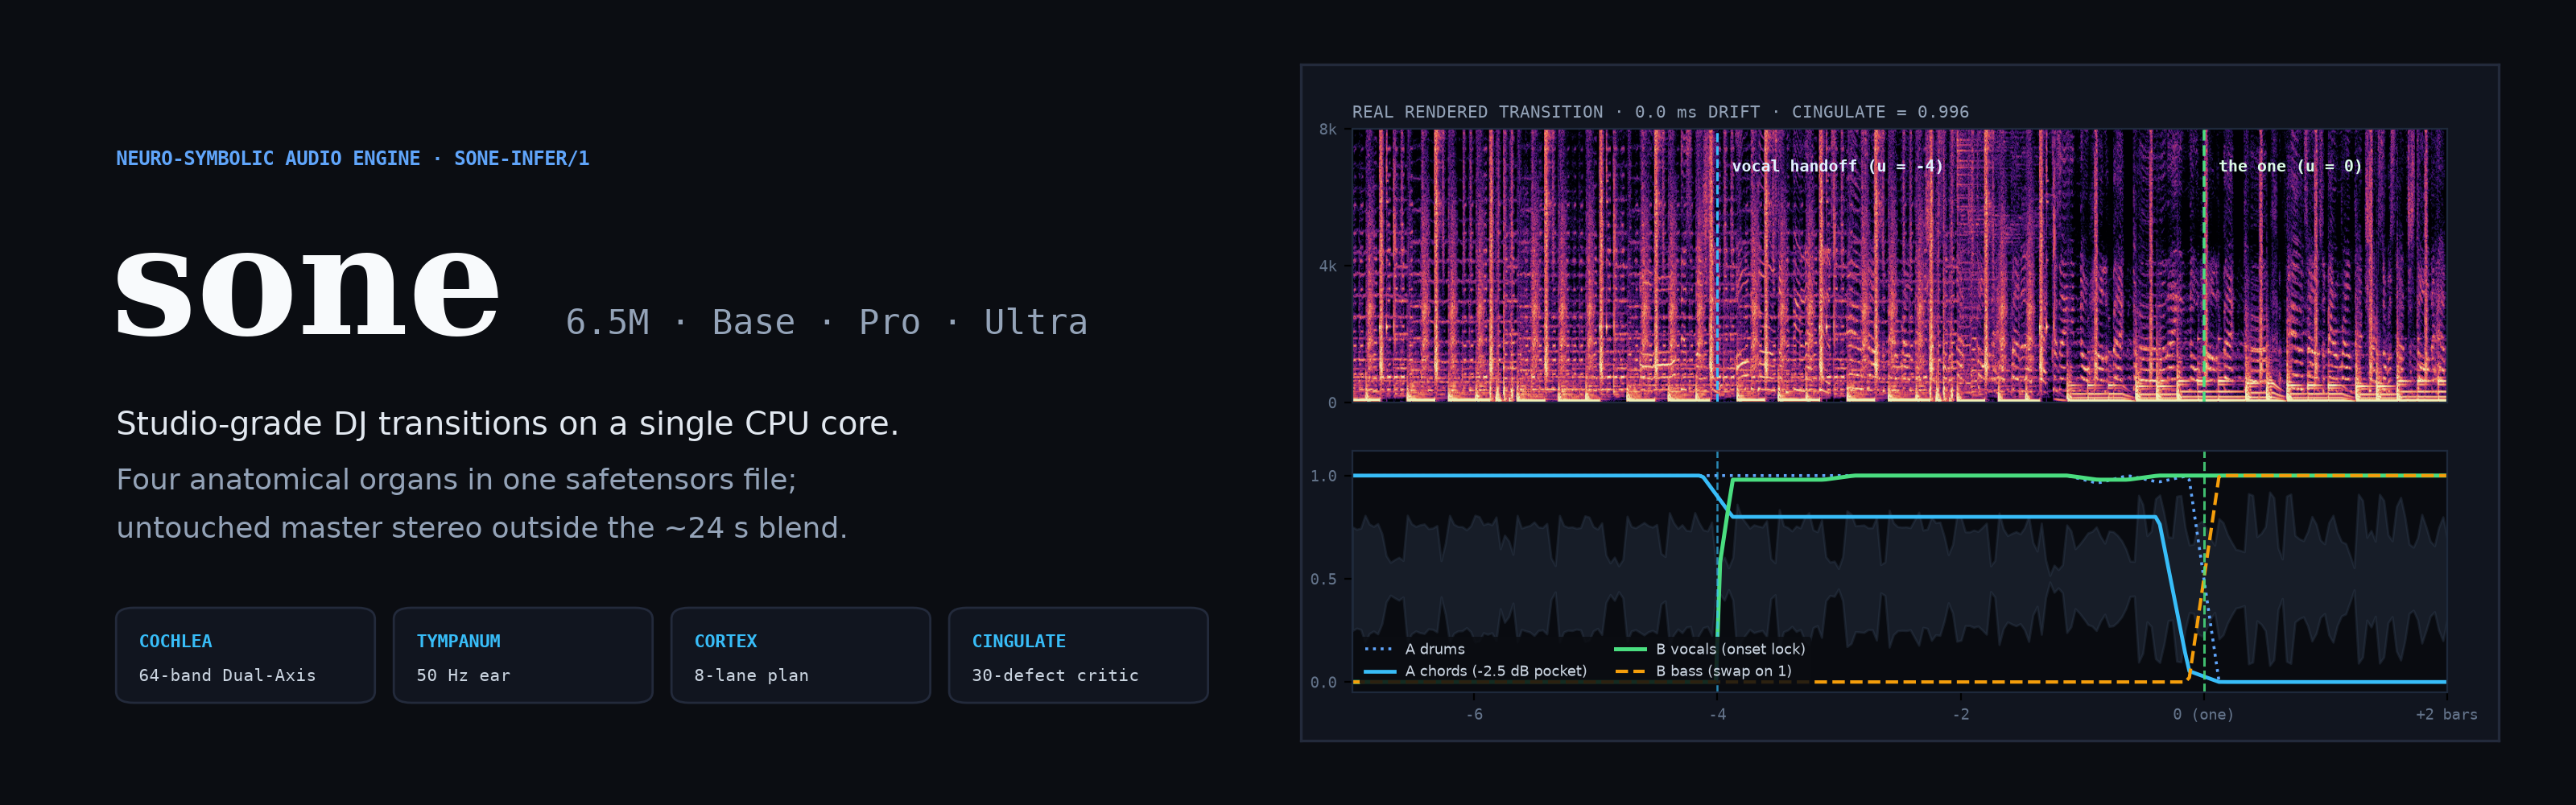 NEURO-SYMBOLIC AUDIO ENGINE · SONE-INFER/1
sone
6.5M · Base · Pro · Ultra
Studio-grade DJ transitions on a single CPU core.
Four anatomical organs in one safetensors file;
untouched master stereo outside the ~24 s blend.
COCHLEA
64-band Dual-Axis
TYMPANUM
50 Hz ear
CORTEX
8-lane plan
CINGULATE
30-defect critic
REAL RENDERED TRANSITION · 0.0 ms DRIFT · CINGULATE = 0.996
8k
4k
0
vocal handoff (u = -4)
the one (u = 0)
1.0
0.5
0.0
A drums
A chords (-2.5 dB pocket)
B vocals (onset lock)
B bass (swap on 1)
-6
-4
-2
0 (one)
+2 bars